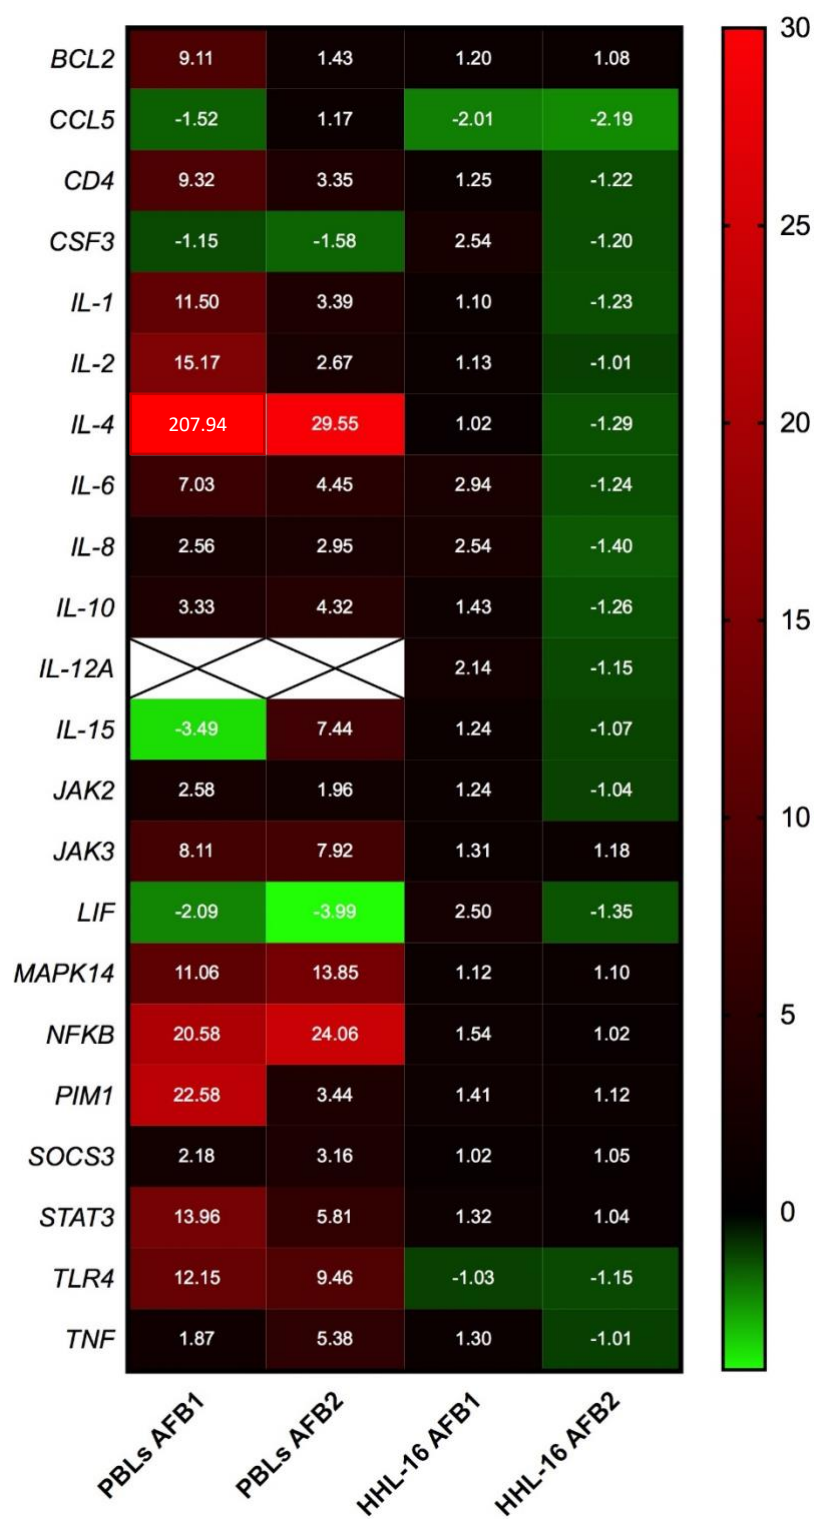 30
BCL2 9.11 1.43 1.20 1.08
CCL5 -1.52 1.17 -2.01 -2.19
CD4 9.32 3.35 1.25 -1.22
25
CSF3 -1.15 -1.58 2.54 -1.20
IL-1 11.50 3.39 1.10 -1.23
IL-2 15.17 2.67 1.13 -1.01
IL-4 207.94 29.55 1.02 -1.29 20
IL-6 7.03 4.45 2.94 -1.24
IL-8 2.56 2.95 2.54 -1.40
IL-10 3.33 4.32 1.43 -1.26
15
IL-12A 2.14 -1.15
IL-15 -3.49 7.44 1.24 -1.07
JAK2 2.58 1.96 1.24 -1.04
10
JAK3 8.11 7.92 1.31 1.18
LIF -2.09 -3.99 2.50 -1.35
MAPK14 11.06 13.85 1.12 1.10
5
NFKB 20.58 24.06 1.54 1.02
PIM1 22.58 3.44 1.41 1.12
SOCS3 2.18 3.16 1.02 1.05
STAT3 13.96 5.81 1.32 1.04 0
TLR4 12.15 9.46 -1.03 -1.15
TNF 1.87 5.38 1.30 -1.01
PBLs AFB1
PBLs AFB2
HHL-16 AFB1
HHL-16 AFB2